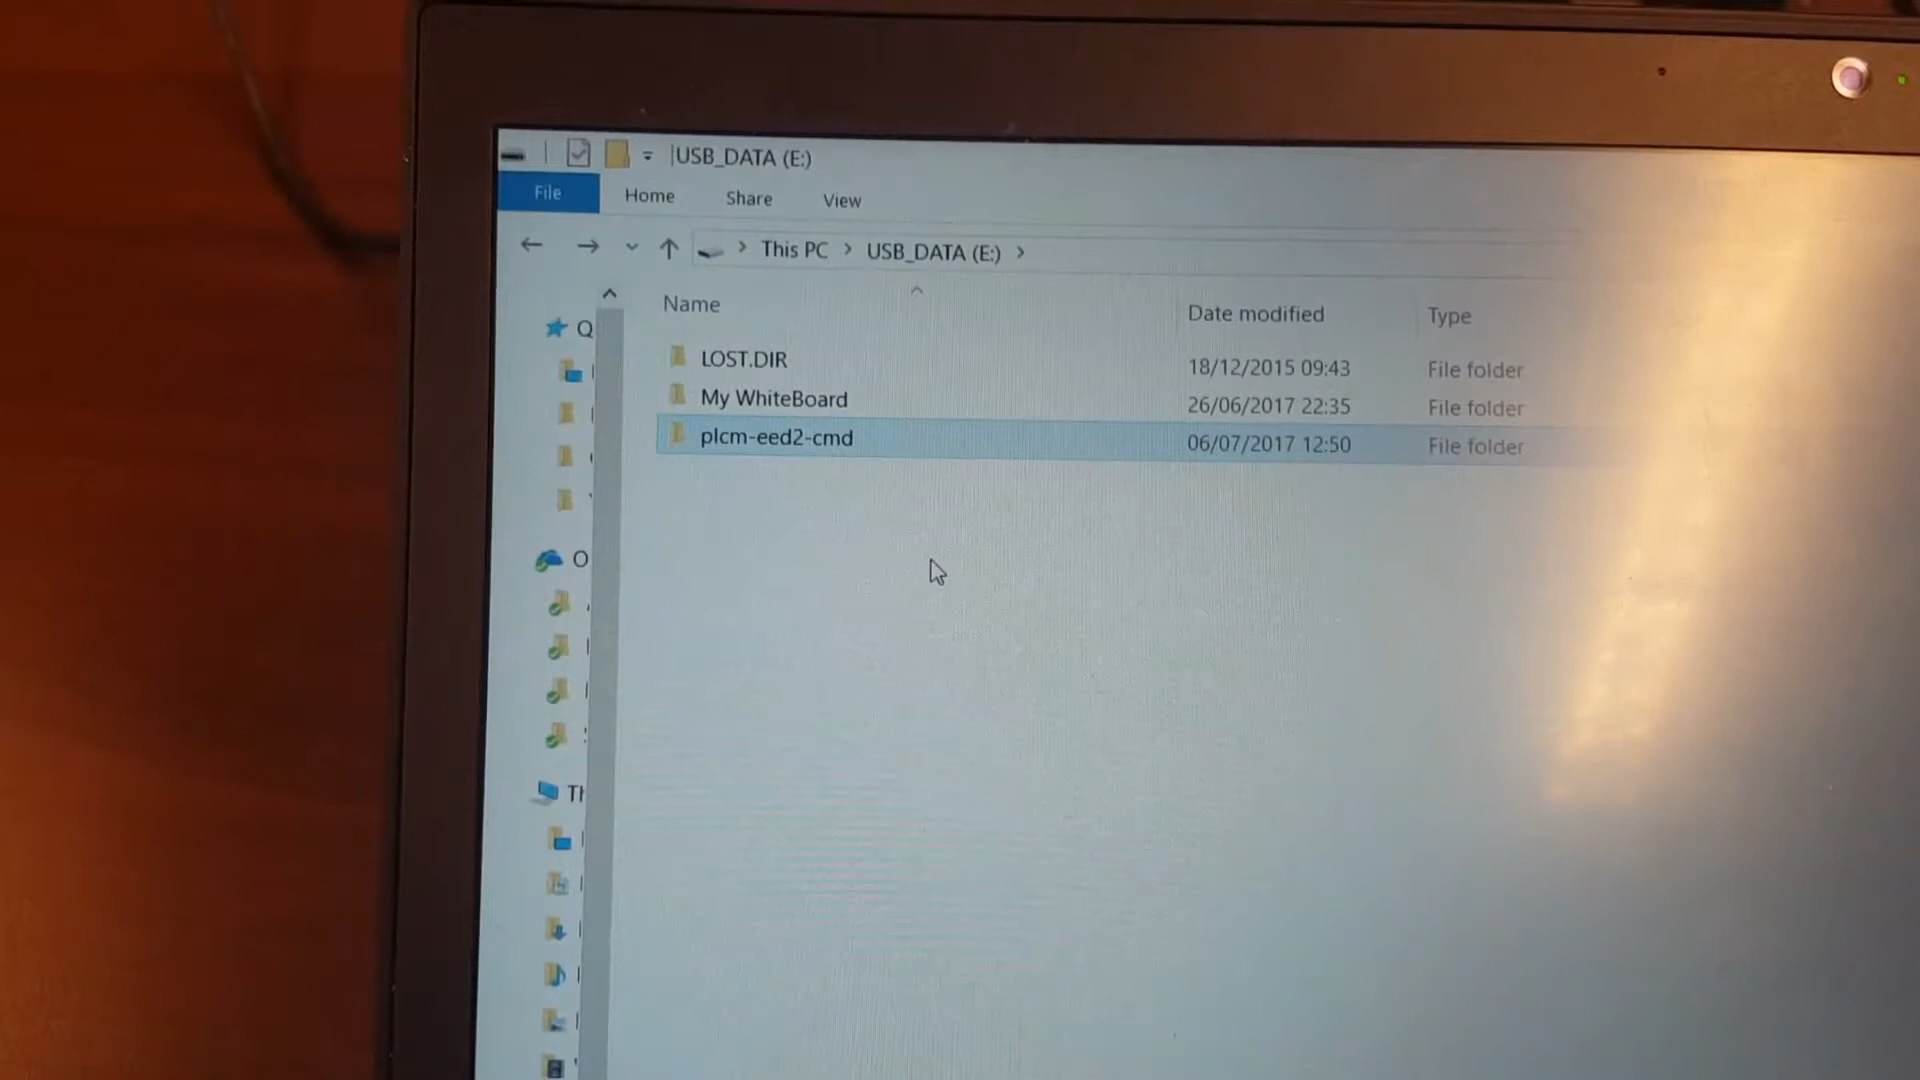 USB_DATA (E:)
File Home Share View
This PC > USB_DATA (E:) >
Name Date modified Type
LOST.DIR 18/12/2015 09:43 File folder
My WhiteBoard 26/06/2017 22:35 File folder
plcm-eed2-cmd 06/07/2017 12:50 File folder
Q
O
Th